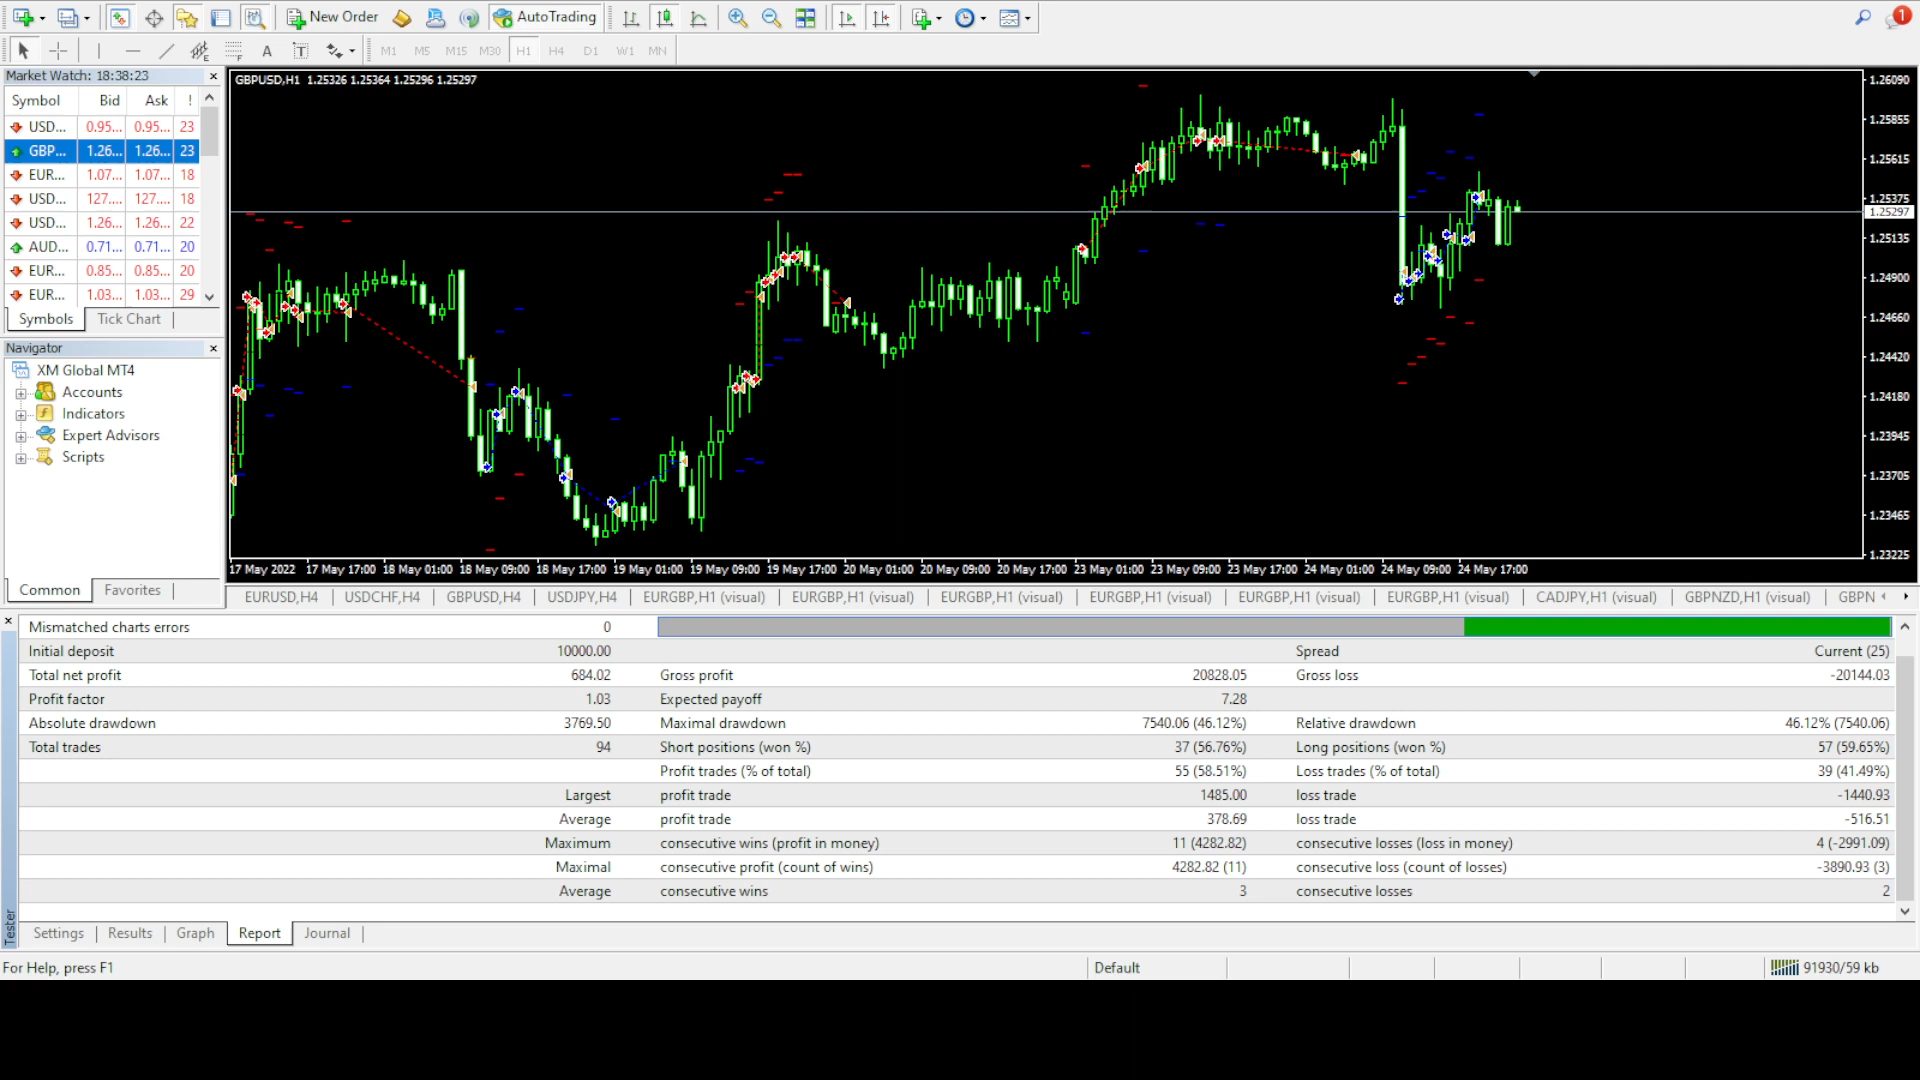 New Order AutoTrading
A T M1 M5 M15 M30 H1 H4 D1 W1 MN
Market Watch: 18:38:23
Symbol Bid Ask !
USD... 0.95... 0.95... 23
GBP... 1.26... 1.26... 23
EUR... 1.07... 1.07... 18
USD... 127.... 127.... 18
USD... 1.26... 1.26... 22
AUD... 0.71... 0.71... 20
EUR... 0.85... 0.85... 20
EUR... 1.03... 1.03... 29
Symbols Tick Chart
Navigator
XM Global MT4
Accounts
Indicators
Expert Advisors
Scripts
Common Favorites
GBPUSD,H1 1.25326 1.25364 1.25296 1.25297
1.26090
1.25855
1.25615
1.25375
1.25297
1.25135
1.24900
1.24660
1.24420
1.24180
1.23945
1.23705
1.23465
1.23225
17 May 2022 17 May 17:00 18 May 01:00 18 May 09:00 18 May 17:00 19 May 01:00 19 May 09:00 19 May 17:00 20 May 01:00 20 May 09:00 20 May 17:00 23 May 01:00 23 May 09:00 23 May 17:00 24 May 01:00 24 May 09:00 24 May 17:00
EURUSD,H4 USDCHF,H4 GBPUSD,H4 USDJPY,H4 EURGBP,H1 (visual) EURGBP,H1 (visual) EURGBP,H1 (visual) EURGBP,H1 (visual) EURGBP,H1 (visual) EURGBP,H1 (visual) CADJPY,H1 (visual) GBPNZD,H1 (visual) GBPN
Mismatched charts errors 0
Initial deposit 10000.00 Spread Current (25)
Total net profit 684.02 Gross profit 20828.05 Gross loss -20144.03
Profit factor 1.03 Expected payoff 7.28
Absolute drawdown 3769.50 Maximal drawdown 7540.06 (46.12%) Relative drawdown 46.12% (7540.06)
Total trades 94 Short positions (won %) 37 (56.76%) Long positions (won %) 57 (59.65%)
Profit trades (% of total) 55 (58.51%) Loss trades (% of total) 39 (41.49%)
Largest profit trade 1485.00 loss trade -1440.93
Average profit trade 378.69 loss trade -516.51
Maximum consecutive wins (profit in money) 11 (4282.82) consecutive losses (loss in money) 4 (-2991.09)
Maximal consecutive profit (count of wins) 4282.82 (11) consecutive loss (count of losses) -3890.93 (3)
Average consecutive wins 3 consecutive losses 2
Tester
Settings Results Graph Report Journal
For Help, press F1 Default 91930/59 kb
1